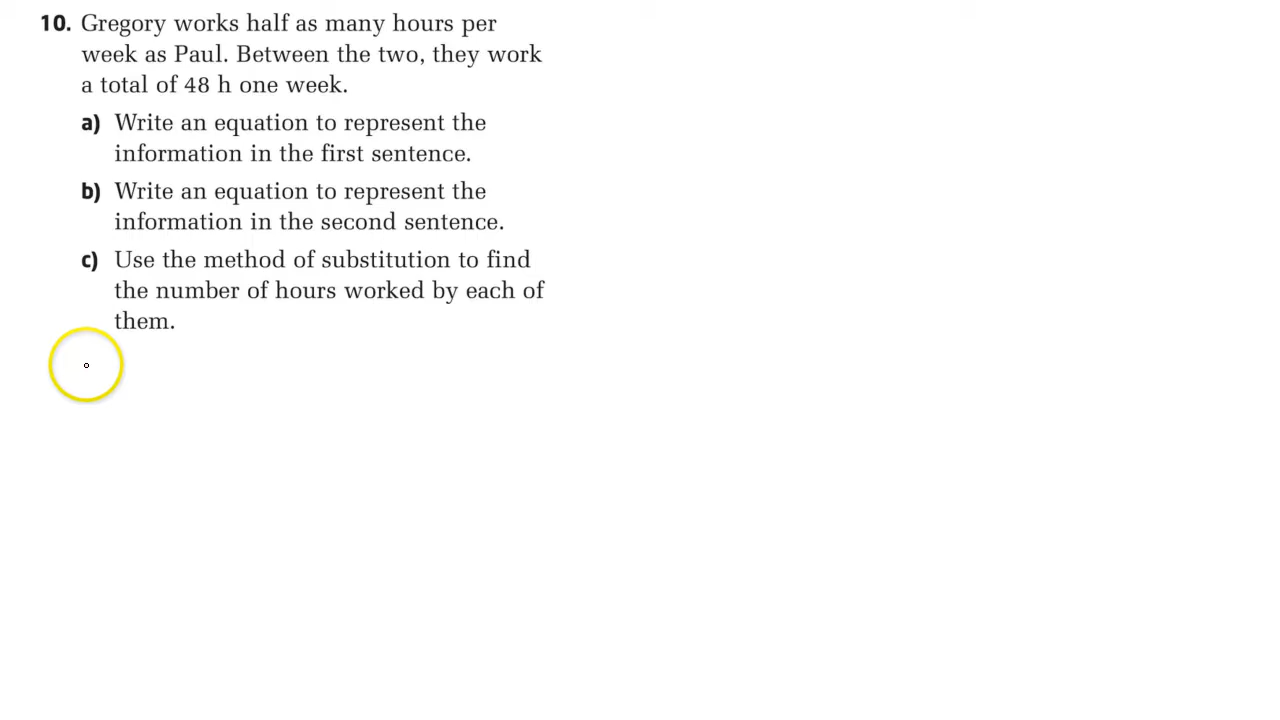 10. Gregory works half as many hours per
week as Paul. Between the two, they work
a total of 48 h one week.
a) Write an equation to represent the
information in the first sentence.
b) Write an equation to represent the
information in the second sentence.
c) Use the method of substitution to find
the number of hours worked by each of
them.